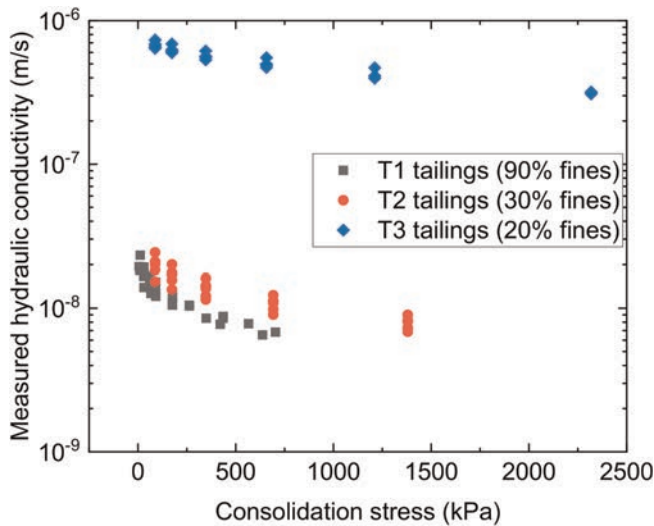 Measured hydraulic conductivity (m/s)
10⁻⁶
10⁻⁷
10⁻⁸
10⁻⁹
T1 tailings (90% fines)
T2 tailings (30% fines)
T3 tailings (20% fines)
0 500 1000 1500 2000 2500
Consolidation stress (kPa)